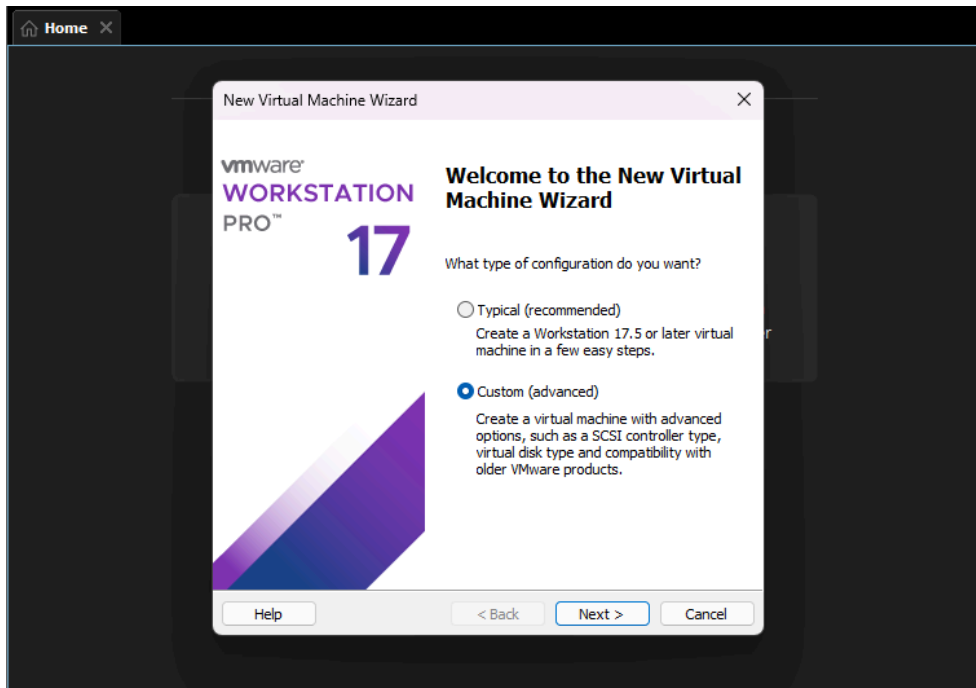 Home
New Virtual Machine Wizard
vmware®
WORKSTATION
PRO™
17
Welcome to the New Virtual
Machine Wizard
What type of configuration do you want?
Typical (recommended)
Create a Workstation 17.5 or later virtual
machine in a few easy steps.
Custom (advanced)
Create a virtual machine with advanced
options, such as a SCSI controller type,
virtual disk type and compatibility with
older VMware products.
Help
< Back
Next >
Cancel